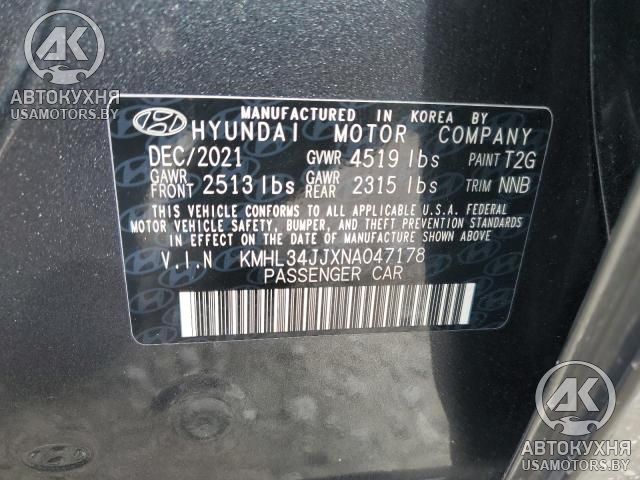 АВТОКУХНЯ
USAMOTORS.BY
MANUFACTURED IN KOREA BY
HYUNDAI MOTOR COMPANY
DEC/2021 GVWR 4519 lbs PAINT T2G
GAWR FRONT 2513 lbs GAWR REAR 2315 lbs TRIM NNB
THIS VEHICLE CONFORMS TO ALL APPLICABLE U.S.A. FEDERAL
MOTOR VEHICLE SAFETY, BUMPER, AND THEFT PREVENTION STANDARDS
IN EFFECT ON THE DATE OF MANUFACTURE SHOWN ABOVE.
V.I.N KMHL34JJXNA047178
PASSENGER CAR
АК
АВТОКУХНЯ
USAMOTORS.BY